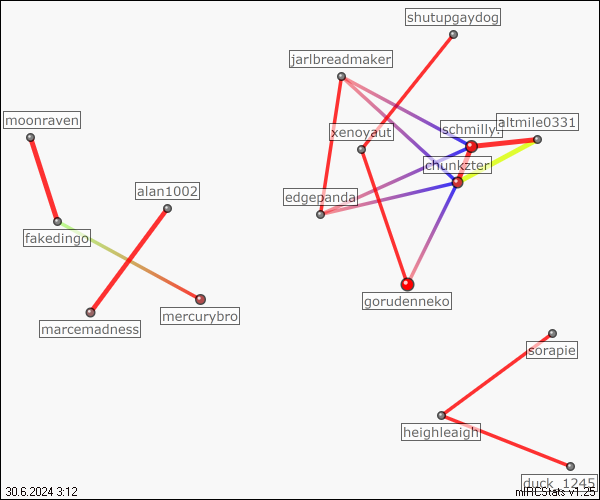 shutupgaydog
jarlbreadmaker
moonraven
altmile0331
schmilly.
xenoyaut
chunkzter
alan1002
edgepanda
fakedingo
gorudenneko
mercurybro
marcemadness
sorapie
heighleaigh
duck_1245
30.6.2024 3:12
mIRCStats v1.25